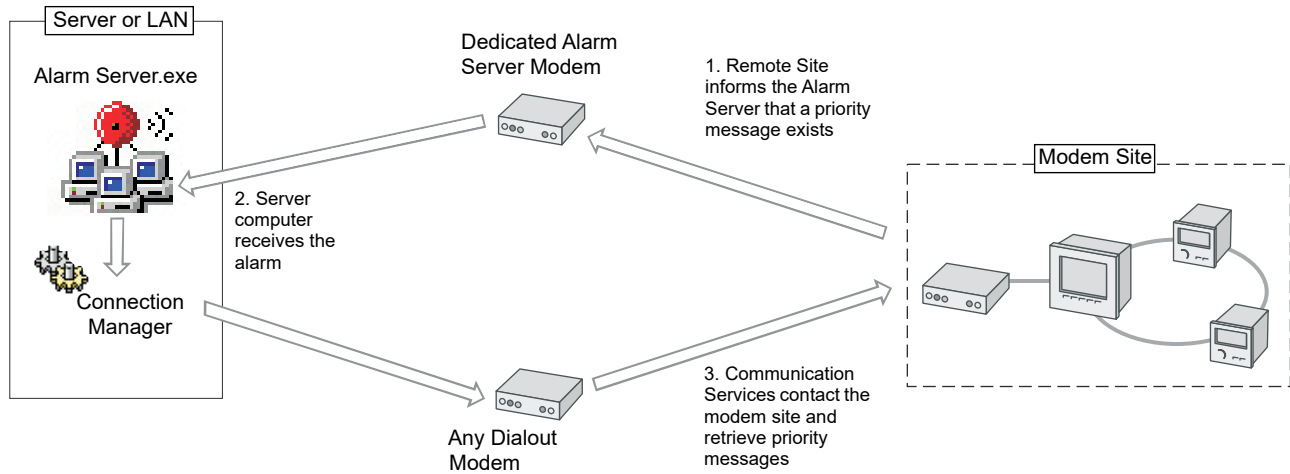 Server or LAN
Alarm Server.exe
Dedicated Alarm
Server Modem
1. Remote Site
informs the Alarm
Server that a priority
message exists
Modem Site
2. Server
computer
receives the
alarm
Connection
Manager
Any Dialout
Modem
3. Communication
Services contact the
modem site and
retrieve priority
messages